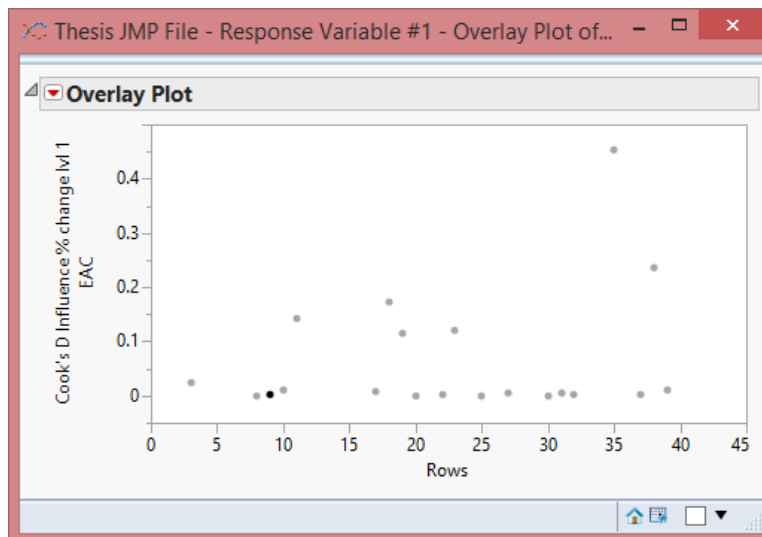 Thesis JMP File - Response Variable #1 - Overlay Plot of...
Overlay Plot
Cook's D Influence % change lvl 1
EAC
0.4
0.3
0.2
0.1
0
0 5 10 15 20 25 30 35 40 45
Rows